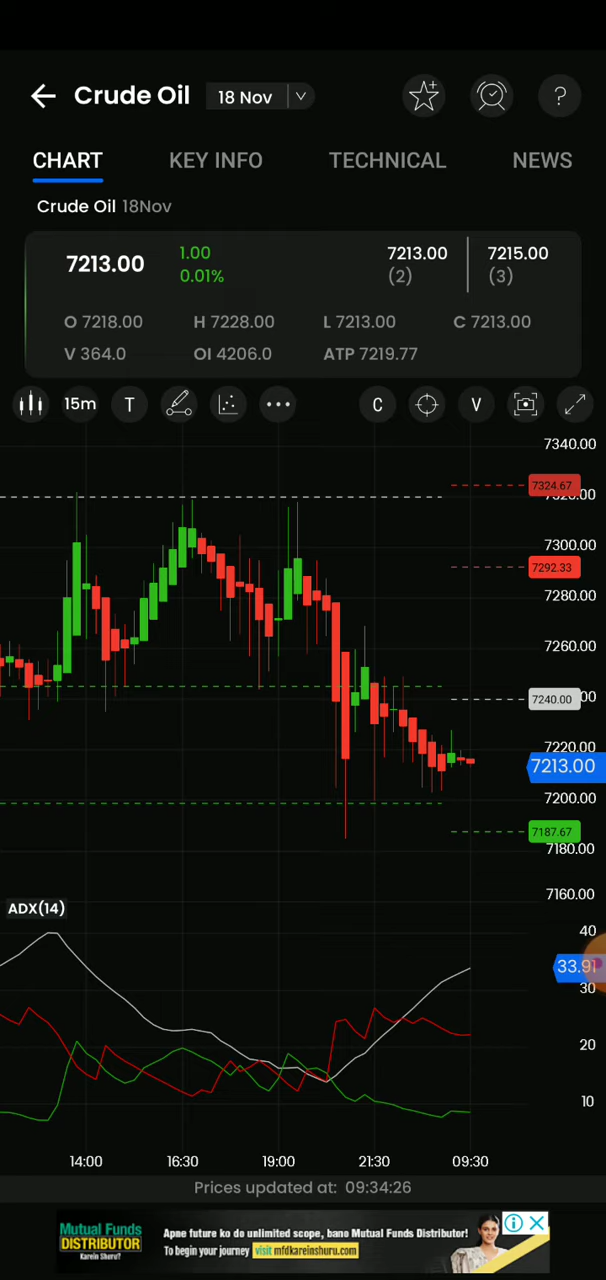 Crude Oil 18 Nov ?
CHART KEY INFO TECHNICAL NEWS
Crude Oil 18Nov
7213.00 1.00 7213.00 7215.00
0.01% (2) (3)
O 7218.00 H 7228.00 L 7213.00 C 7213.00
V 364.0 OI 4206.0 ATP 7219.77
15m T C V
7340.00
7324.67
7320.00
7300.00
7292.33
7280.00
7260.00
7240.00
7220.00
7213.00
7200.00
7187.67
7180.00
7160.00
ADX(14)
40
33.91
30
20
10
14:00 16:30 19:00 21:30 09:30
Prices updated at: 09:34:26
Mutual Funds
DISTRIBUTOR
Karein Shuru?
Apne future ko do unlimited scope, bano Mutual Funds Distributor!
To begin your journey visit mfdkareinshuru.com